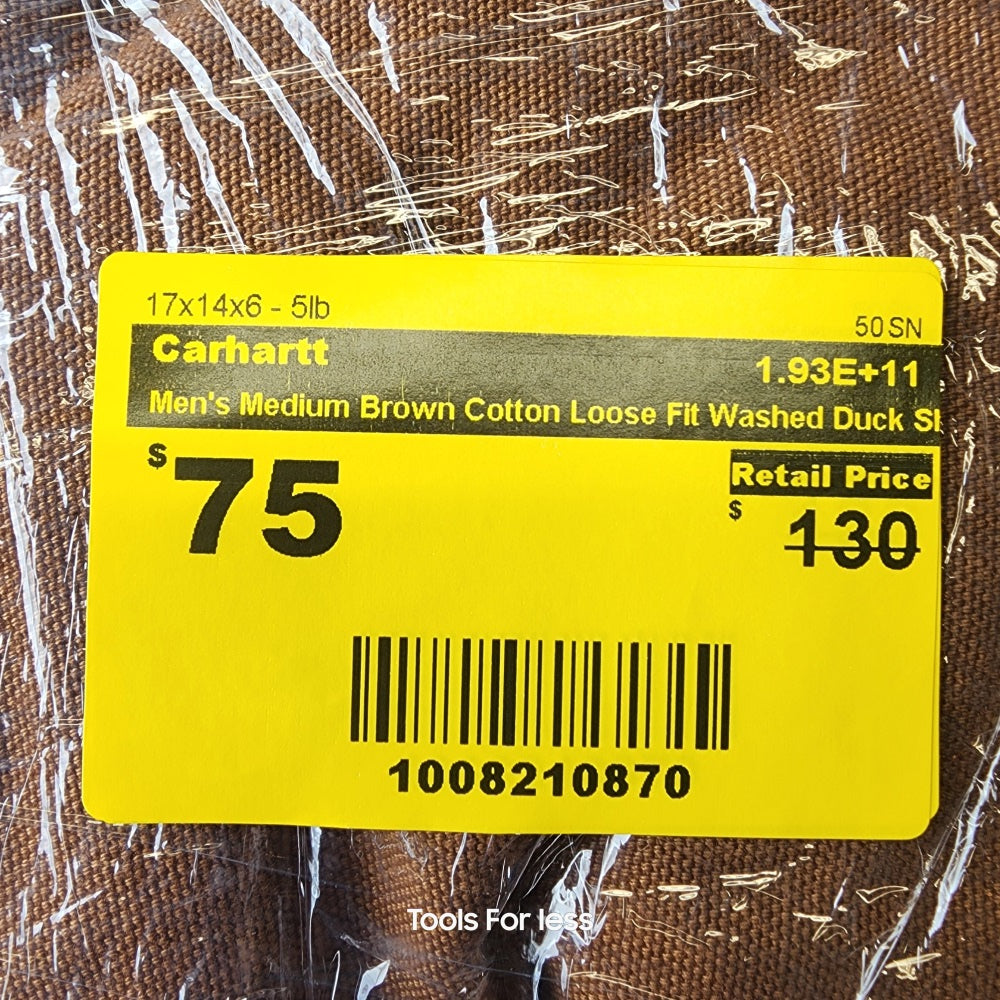 17x14x6 - 5lb
50 SN
Carhartt
1.93E+11
Men's Medium Brown Cotton Loose Fit Washed Duck
$75
Retail Price
$130
1008210870
Tools For less